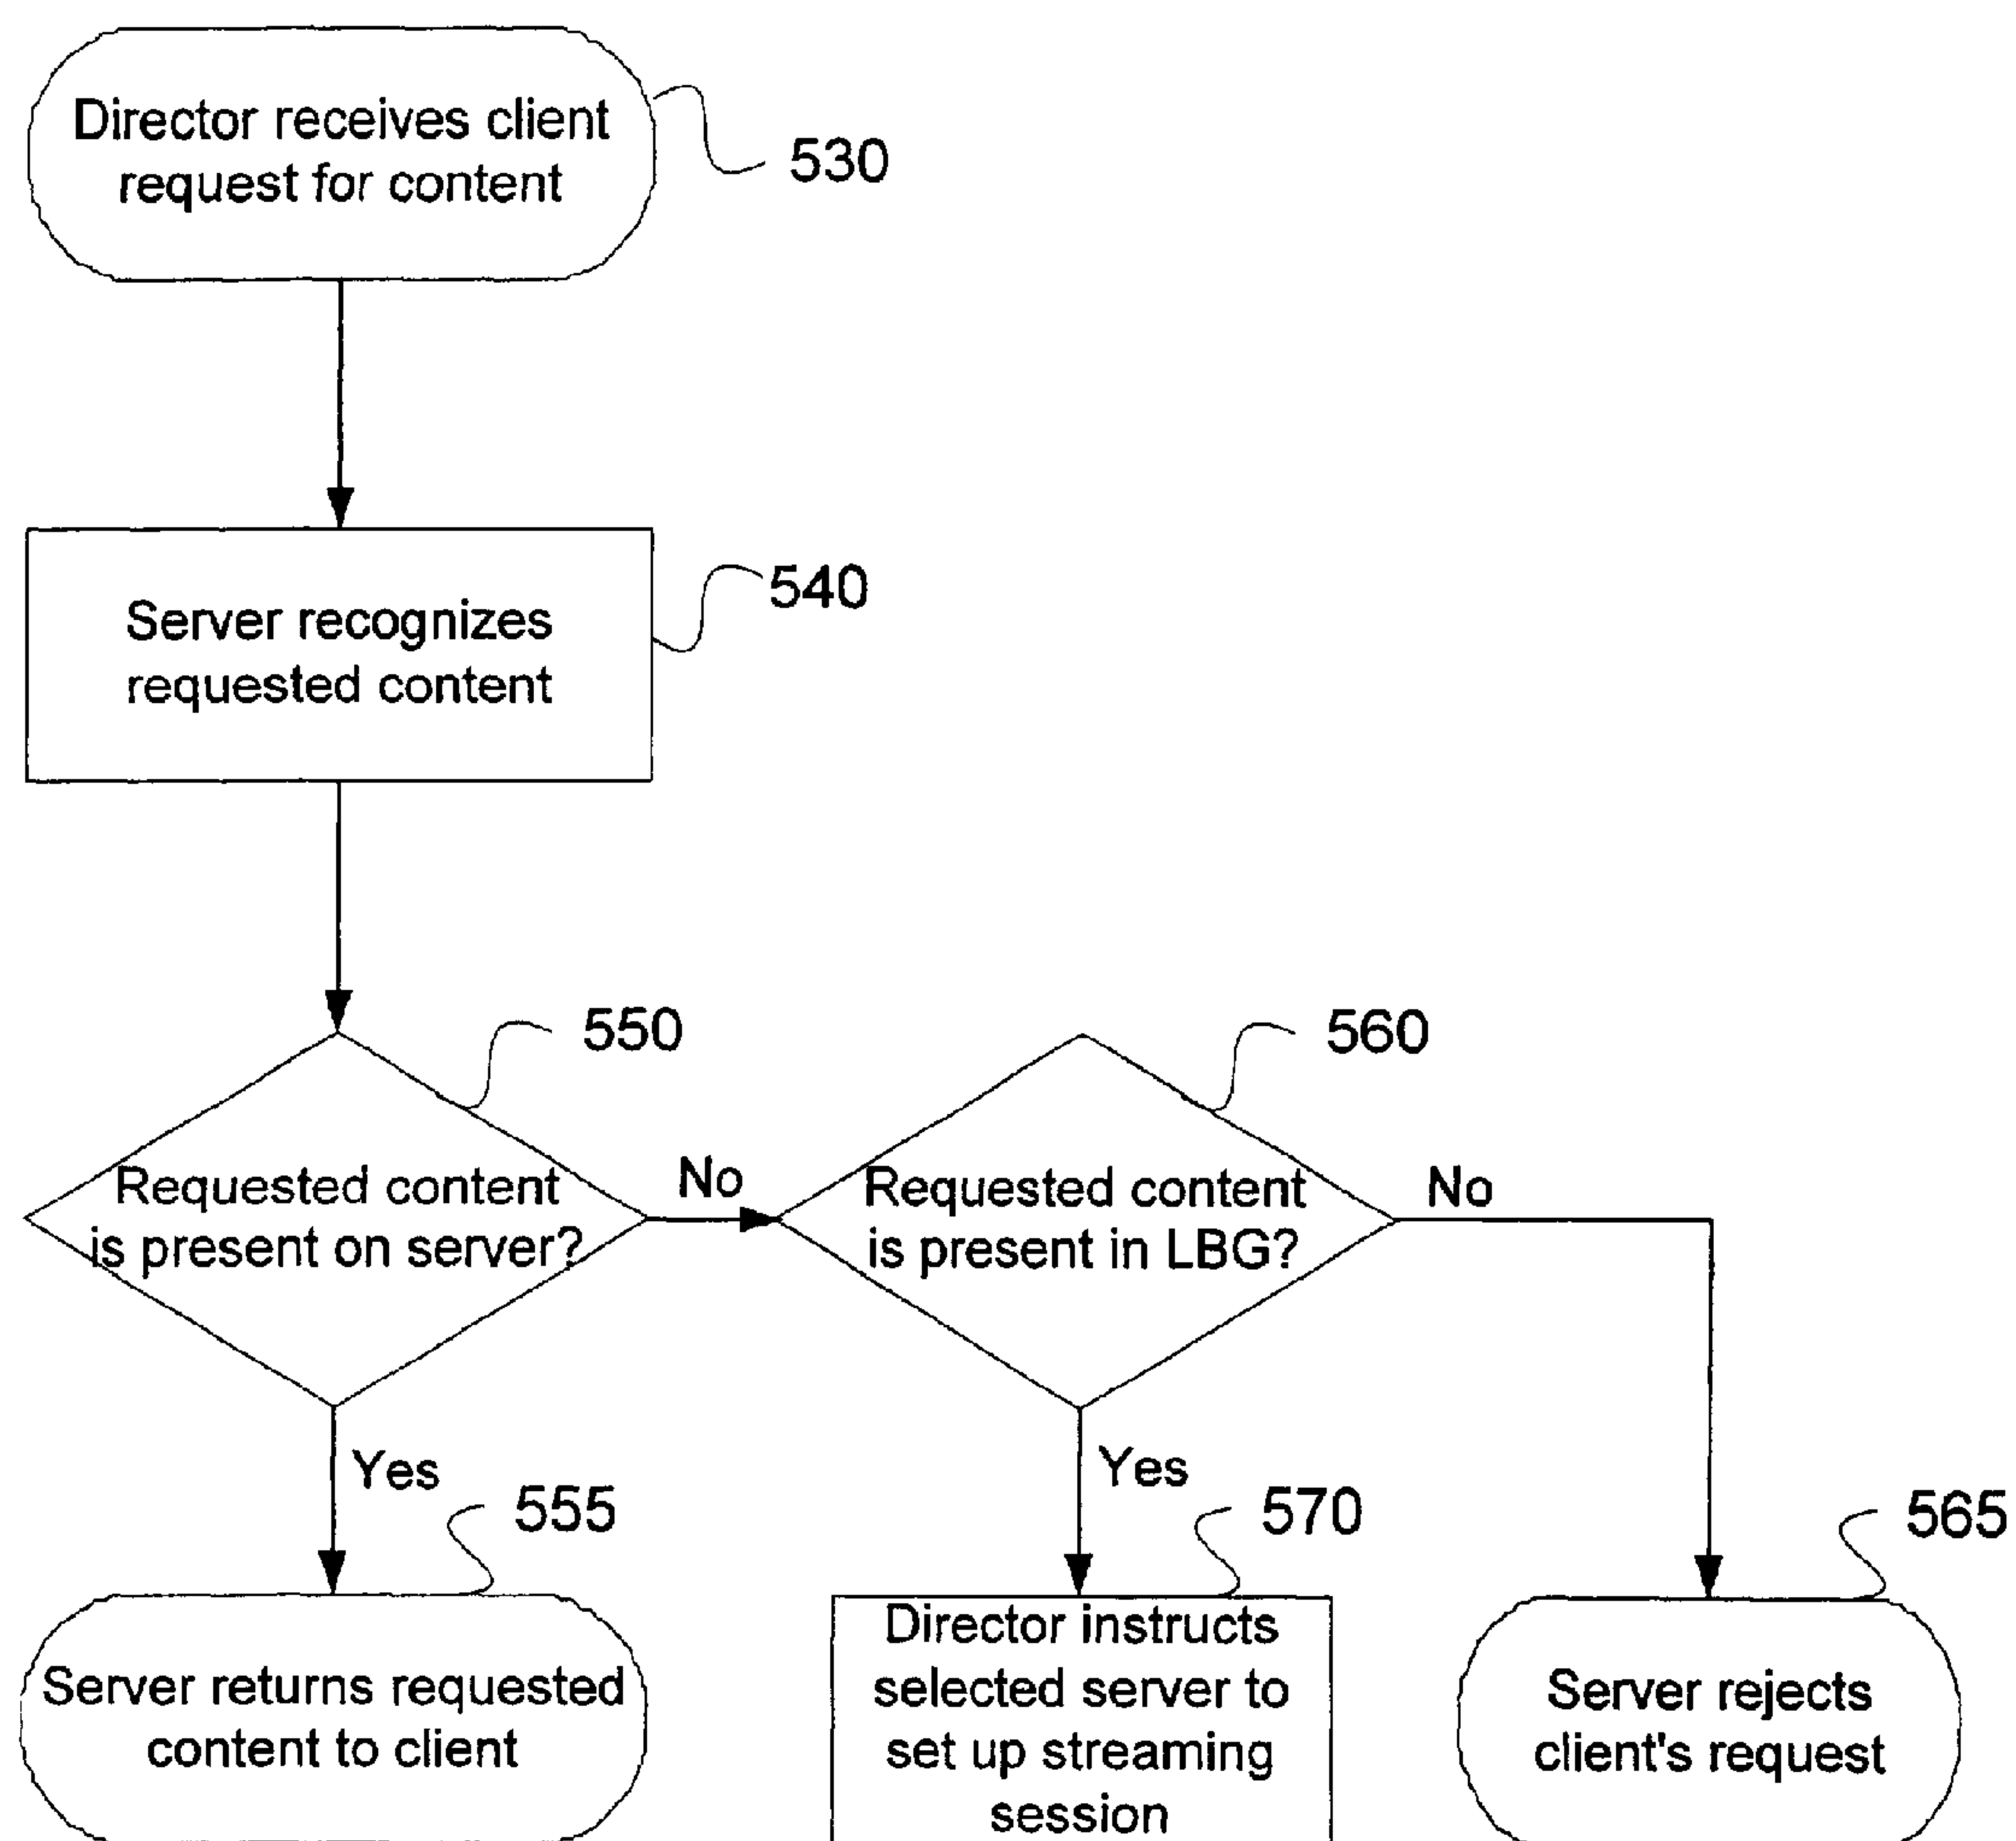 Director receives client
request for content
530
Server recognizes
requested content
540
550
Requested content
is present on server?
No
560
Requested content
is present in LBG?
No
Yes
555
Server returns requested
content to client
Yes
570
Director instructs
selected server to
set up streaming
session
565
Server rejects
client's request